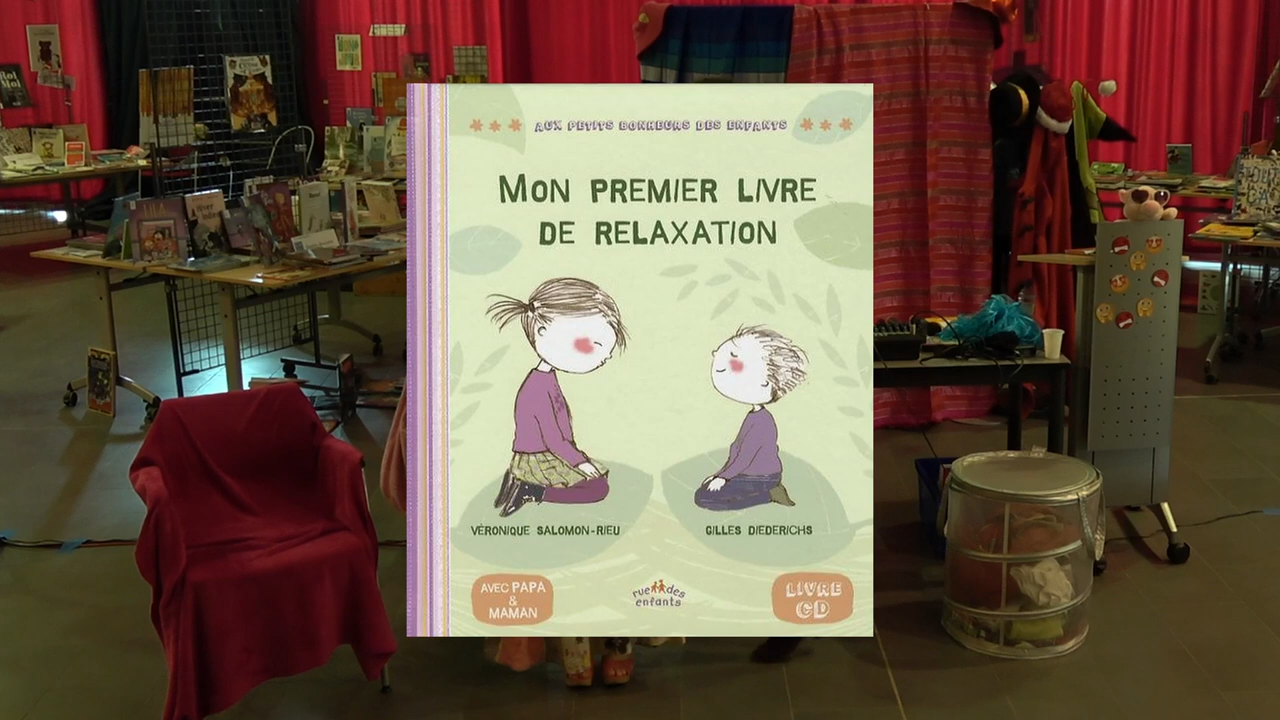 AUX PETITS BONHEURS DES ENFANTS
MON PREMIER LIVRE
DE RELAXATION
VÉRONIQUE SALOMON-RIEU
GILLES DIEDERICHS
AVEC PAPA
&
MAMAN
rue des
enfants
LIVRE
CD